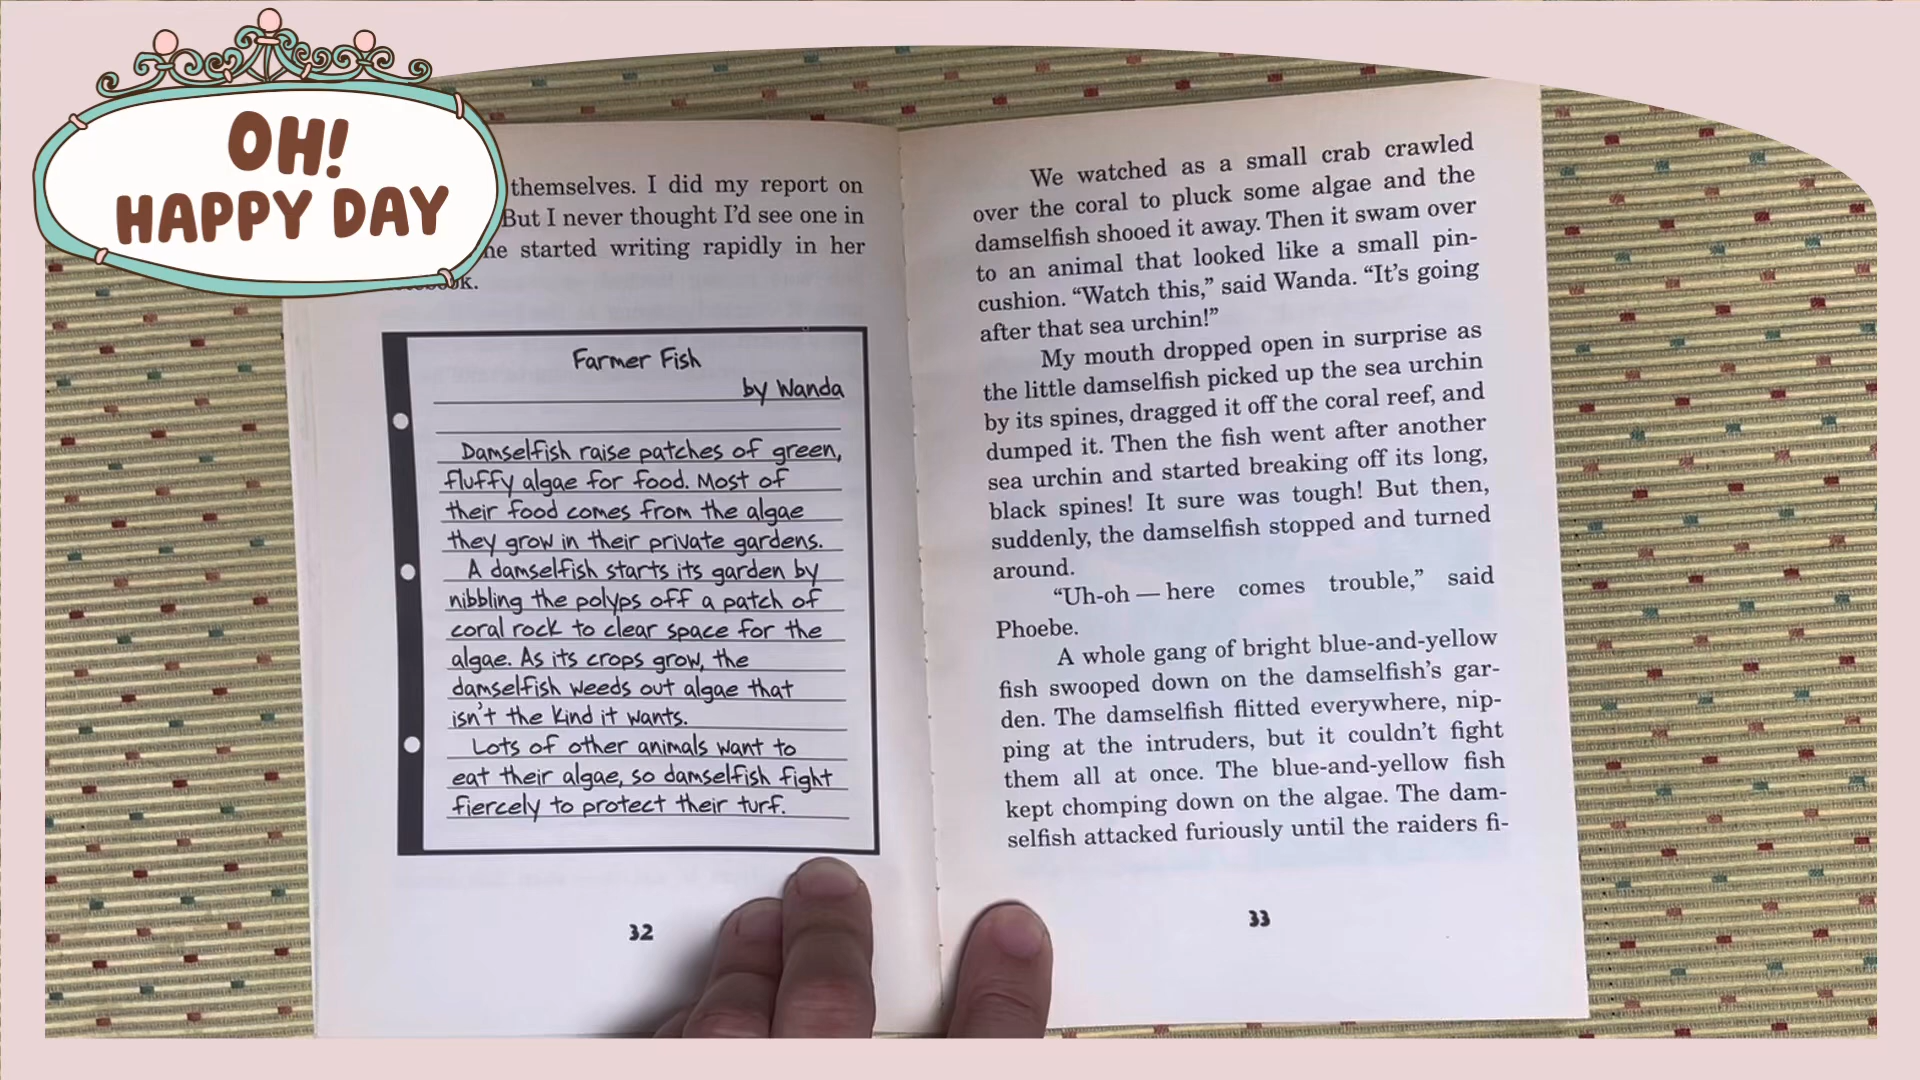 OH!
HAPPY DAY
themselves. I did my report on
But I never thought I’d see one in
started writing rapidly in her
Farmer Fish
by Wanda
Damselfish raise patches of green,
fluffy algae for food. Most of
their food comes from the algae
they grow in their private gardens.
A damselfish starts its garden by
nibbling the polyps off a patch of
coral rock to clear space for the
algae. As its crops grow, the
damselfish weeds out algae that
isn't the kind it wants.
Lots of other animals want to
eat their algae, so damselfish fight
fiercely to protect their turf.
32
We watched as a small crab crawled
over the coral to pluck some algae and the
damselfish shooed it away. Then it swam over
to an animal that looked like a small pin-
cushion. “Watch this,” said Wanda. “It’s going
after that sea urchin!”
My mouth dropped open in surprise as
the little damselfish picked up the sea urchin
by its spines, dragged it off the coral reef, and
dumped it. Then the fish went after another
sea urchin and started breaking off its long,
black spines! It sure was tough! But then,
suddenly, the damselfish stopped and turned
around.
“Uh-oh — here comes trouble,” said
Phoebe.
A whole gang of bright blue-and-yellow
fish swooped down on the damselfish’s gar-
den. The damselfish flitted everywhere, nip-
ping at the intruders, but it couldn’t fight
them all at once. The blue-and-yellow fish
kept chomping down on the algae. The dam-
selfish attacked furiously until the raiders fi-
33